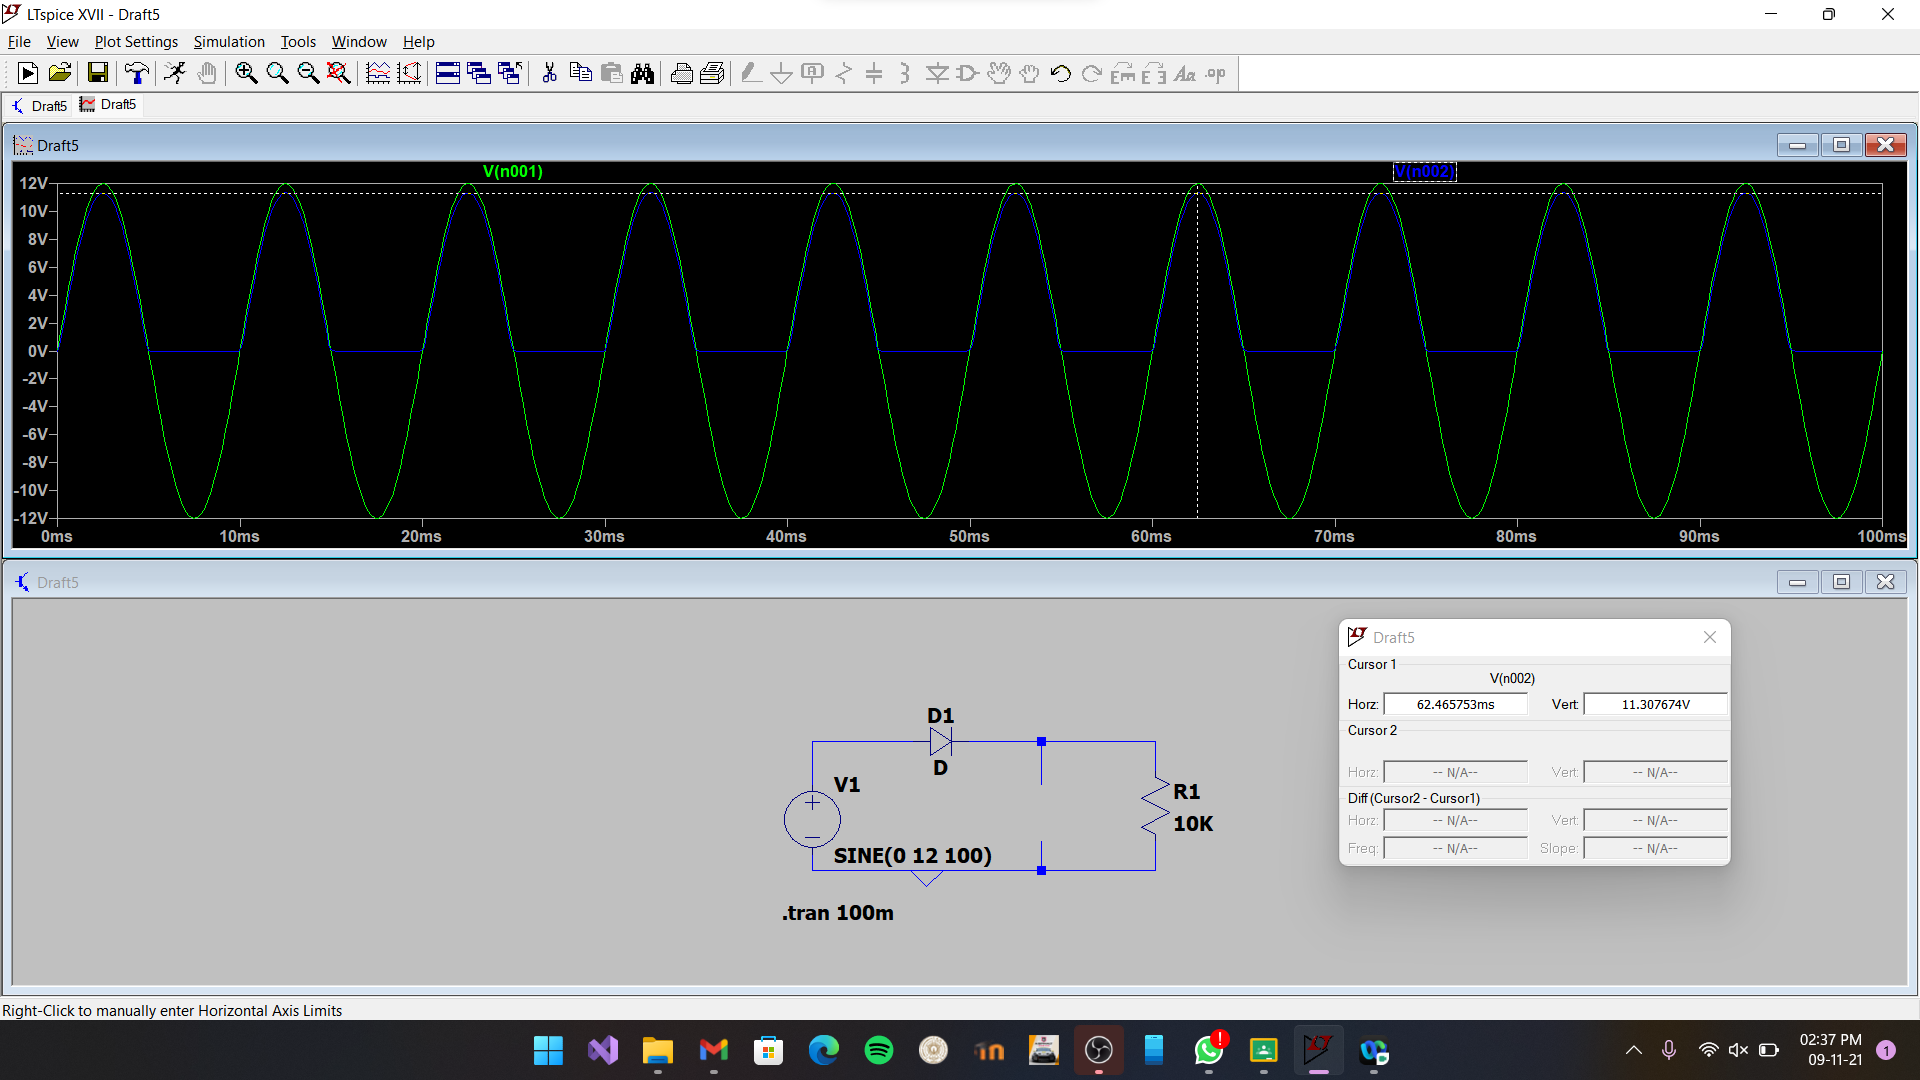 LTspice XVII - Draft5
File View Plot Settings Simulation Tools Window Help
Draft5 Draft5
Draft5
V(n001) V(n002)
12V
10V
8V
6V
4V
2V
0V
-2V
-4V
-6V
-8V
-10V
-12V
0ms 10ms 20ms 30ms 40ms 50ms 60ms 70ms 80ms 90ms 100ms
Draft5
D1
D
V1
SINE(0 12 100)
R1
10K
.tran 100m
Draft5
Cursor 1
V(n002)
Horz: 62.465753ms Vert: 11.307674V
Cursor 2
Horz: -- N/A-- Vert: -- N/A--
Diff (Cursor2 - Cursor1)
Horz: -- N/A-- Vert: -- N/A--
Freq: -- N/A-- Slope: -- N/A--
Right-Click to manually enter Horizontal Axis Limits
02:37 PM
09-11-21
1